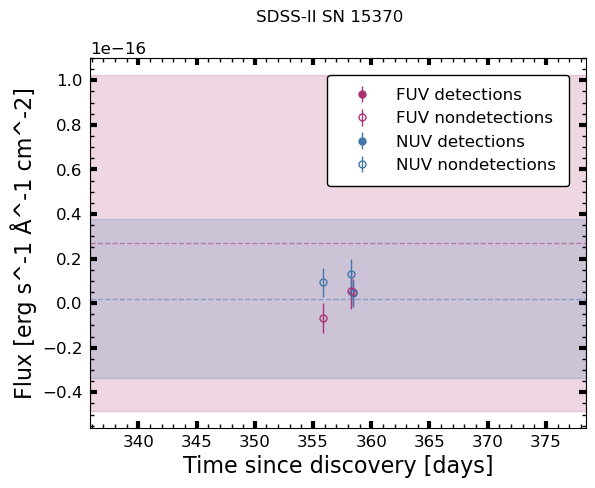 SDSS-II SN 15370
1e−16
FUV detections
FUV nondetections
NUV detections
NUV nondetections
1.0
0.8
0.6
0.4
0.2
0.0
−0.2
−0.4
Flux [erg s^-1 Å^-1 cm^-2]
340 345 350 355 360 365 370 375
Time since discovery [days]